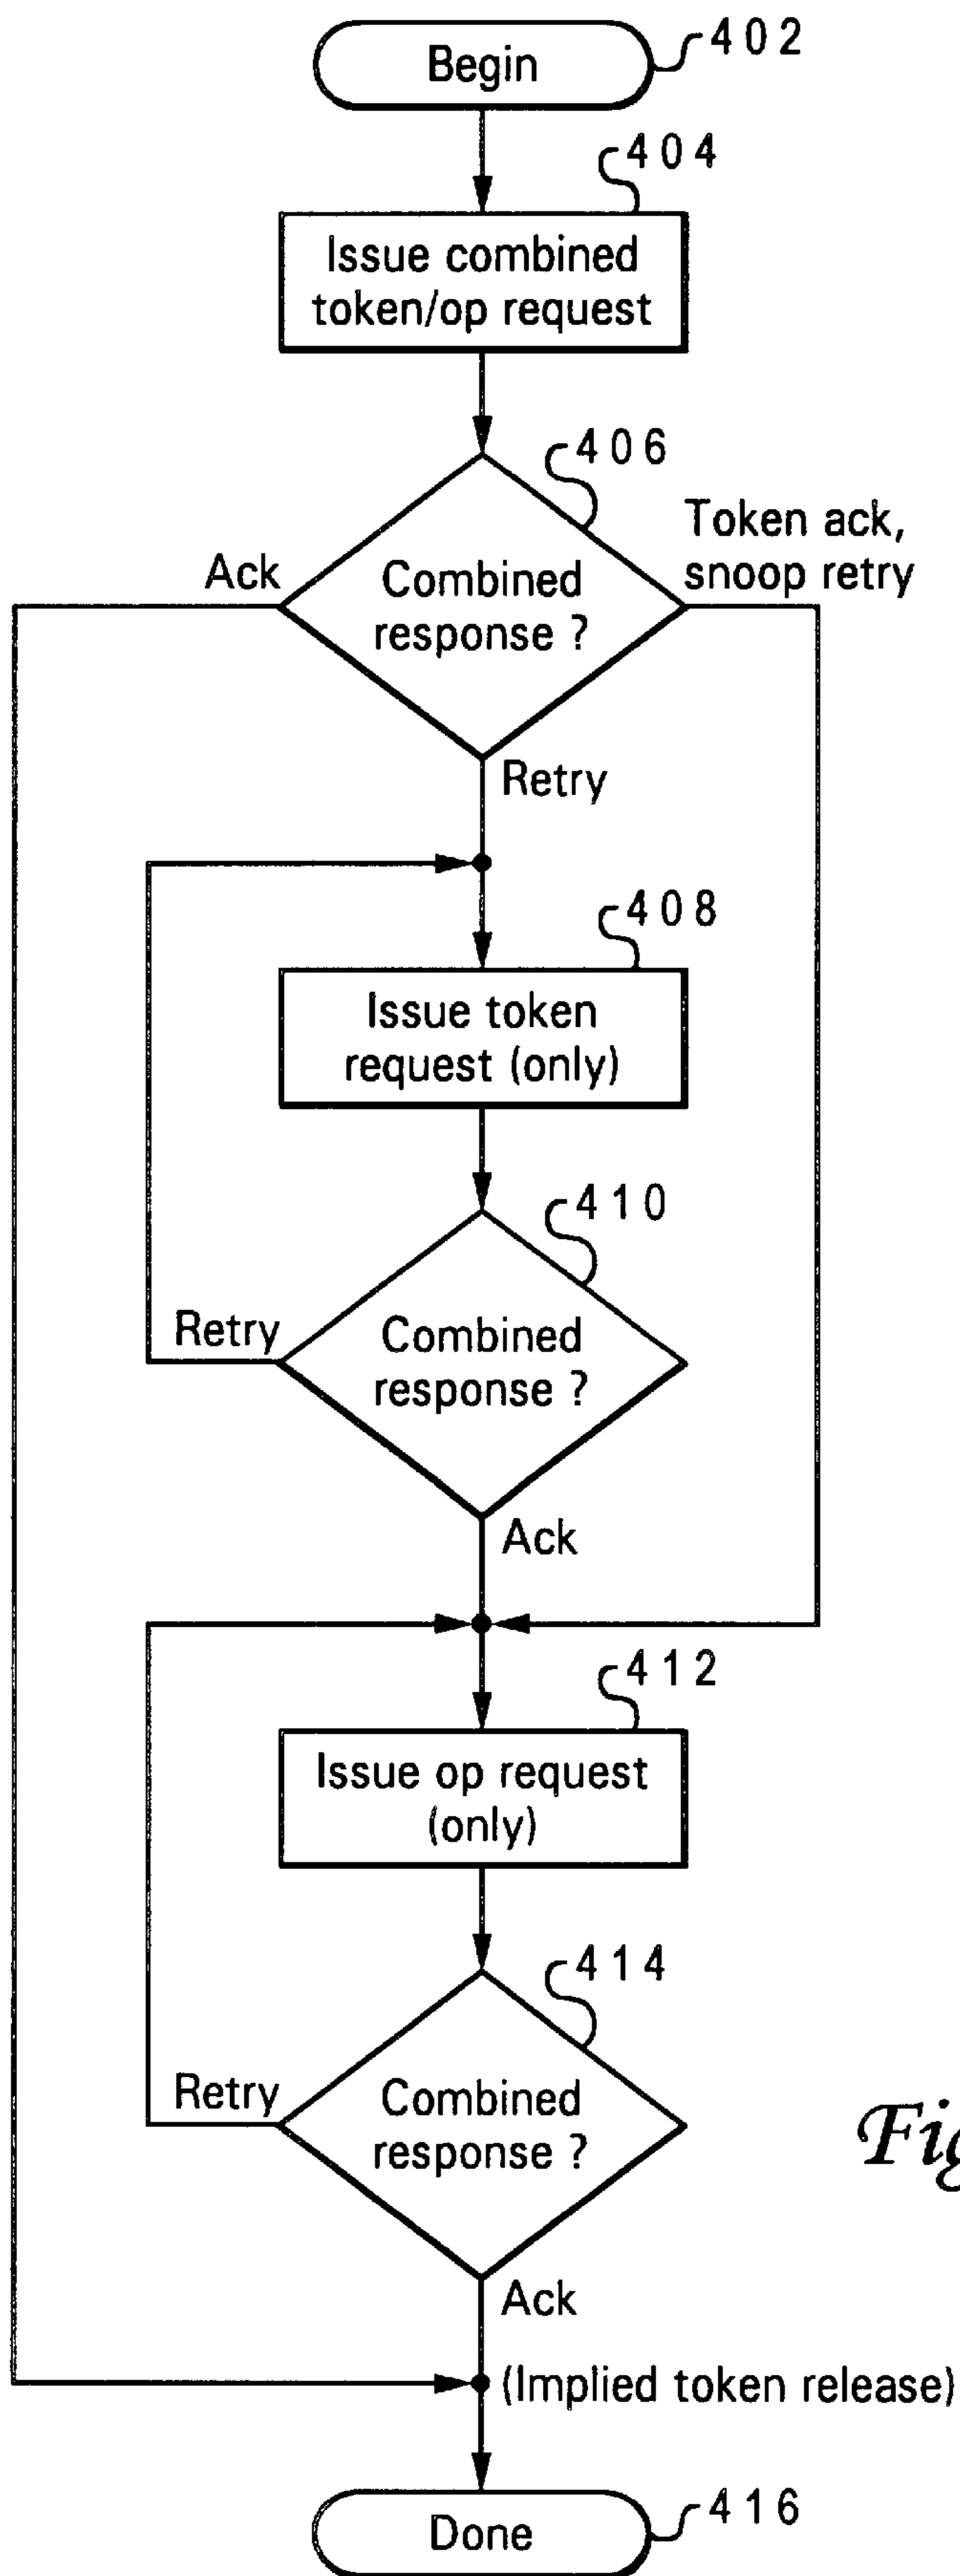 Begin
402
404
Issue combined
token/op request
406
Ack
Combined
response ?
Token ack,
snoop retry
Retry
408
Issue token
request (only)
410
Retry
Combined
response ?
Ack
412
Issue op request
(only)
414
Retry
Combined
response ?
Ack
(Implied token release)
Done
416